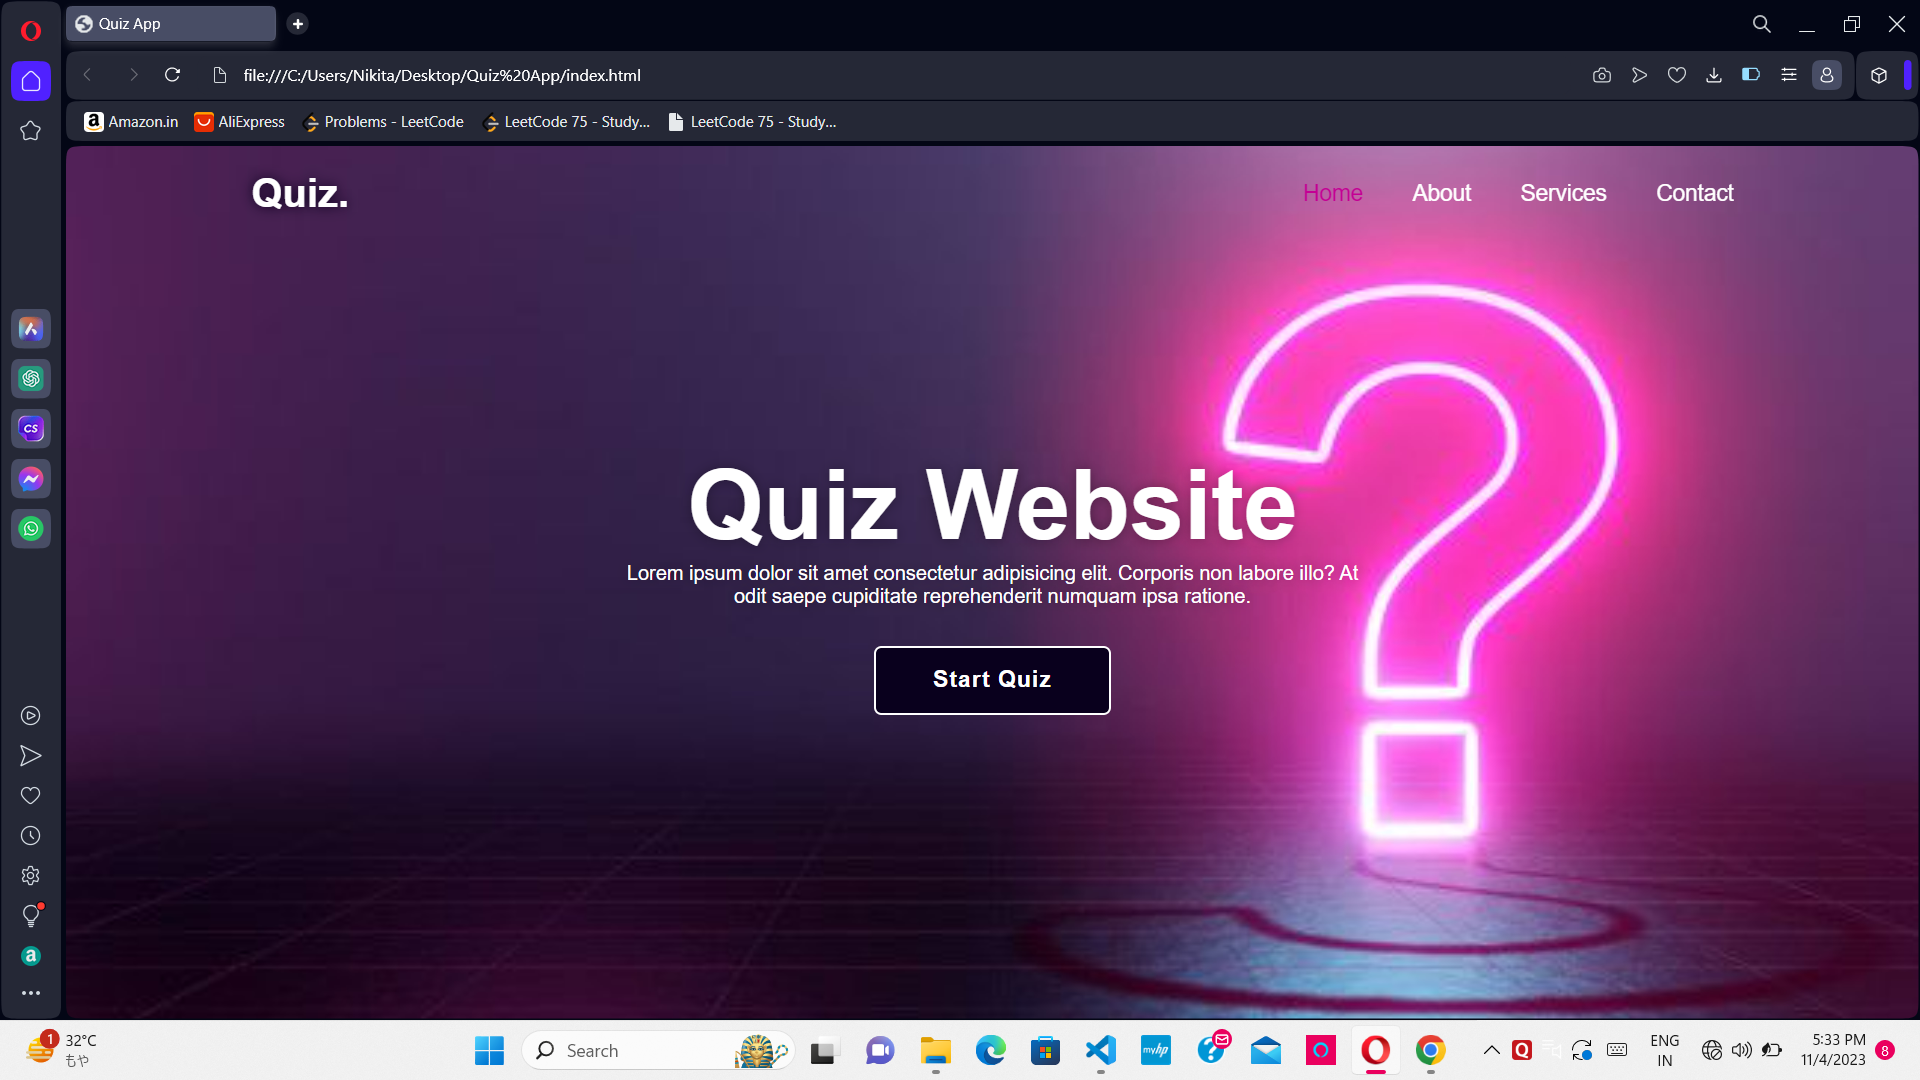 Quiz App
file:///C:/Users/Nikita/Desktop/Quiz%20App/index.html
Amazon.in
AliExpress
Problems - LeetCode
LeetCode 75 - Study...
LeetCode 75 - Study...
Quiz.
Home
About
Services
Contact
CS
Quiz Website
Lorem ipsum dolor sit amet consectetur adipisicing elit. Corporis non labore illo? At
odit saepe cupiditate reprehenderit numquam ipsa ratione.
Start Quiz
a
1
32°C
もや
Search
myhp
Q
ENG
IN
5:33 PM
11/4/2023
8